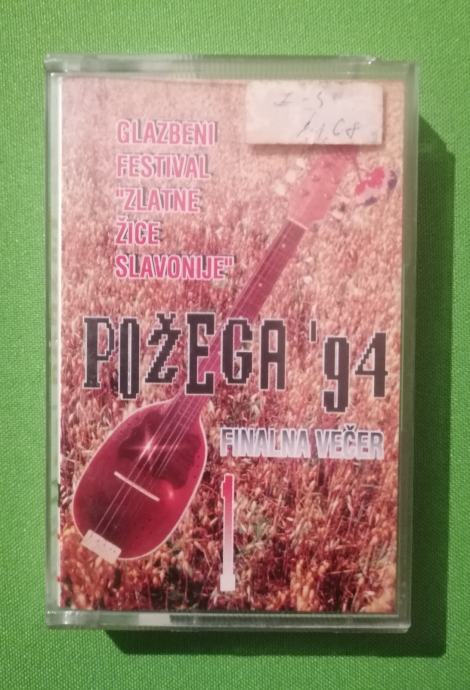 GLAZBENI
FESTIVAL
"ZLATNE
ŽICE
SLAVONIJE"
POŽEGA '94
FINALNA VEČER
1